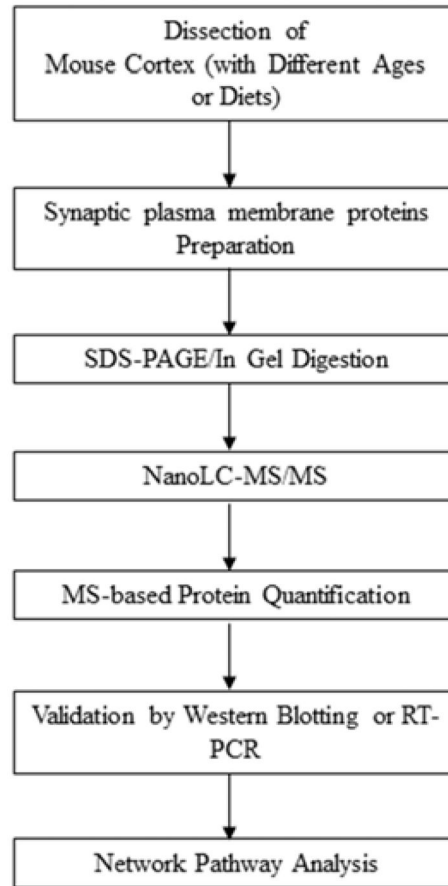 Dissection of
Mouse Cortex (with Different Ages
or Diets)
Synaptic plasma membrane proteins
Preparation
SDS-PAGE/In Gel Digestion
NanoLC-MS/MS
MS-based Protein Quantification
Validation by Western Blotting or RT-
PCR
Network Pathway Analysis